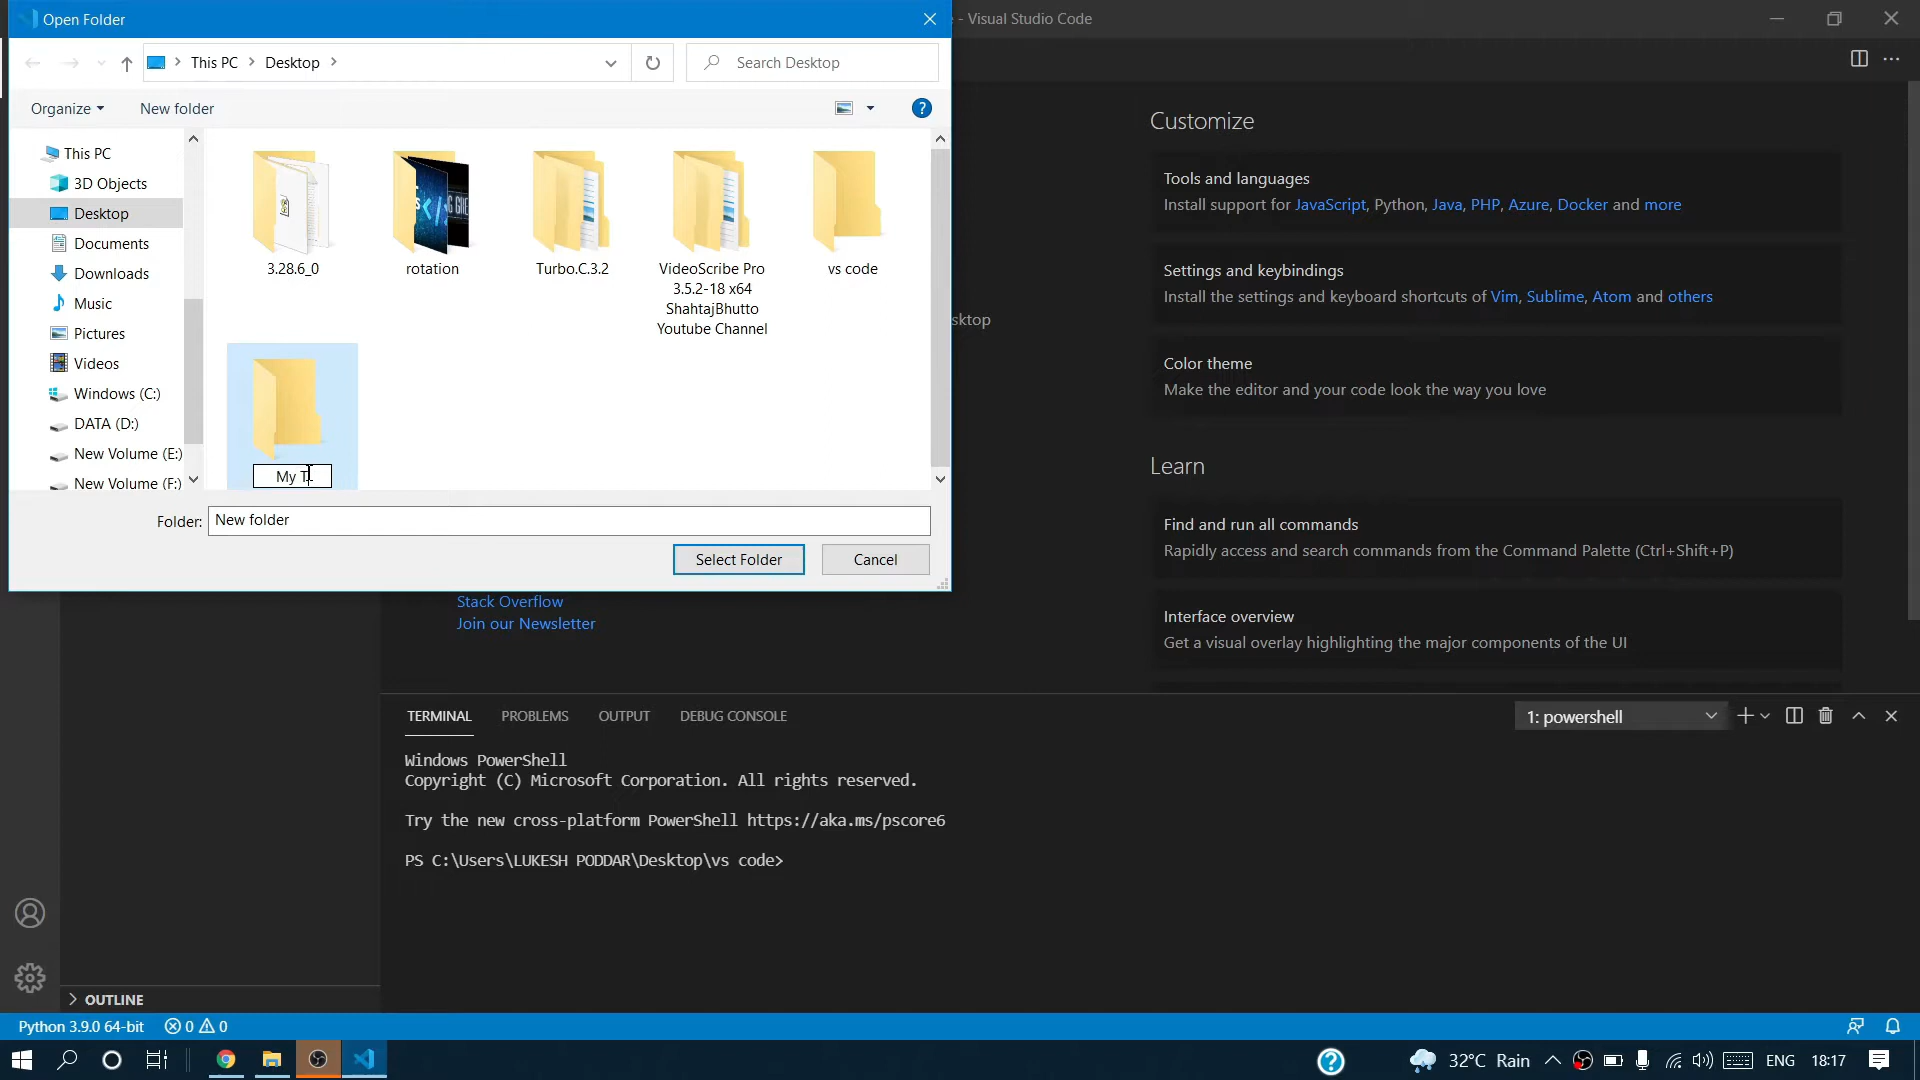 Open Folder
- Visual Studio Code
This PC
Desktop
Search Desktop
Organize
New folder
This PC
3D Objects
Desktop
Documents
Downloads
Music
Pictures
Videos
Windows (C:)
DATA (D:)
New Volume (E:)
New Volume (F:)
3.28.6_0
rotation
Turbo.C.3.2
VideoScribe Pro
3.5.2-18 x64
ShahtajBhutto
Youtube Channel
vs code
My T
Folder: New folder
Select Folder
Cancel
sktop
Stack Overflow
Join our Newsletter
Customize
Tools and languages
Install support for JavaScript, Python, Java, PHP, Azure, Docker and more
Settings and keybindings
Install the settings and keyboard shortcuts of Vim, Sublime, Atom and others
Color theme
Make the editor and your code look the way you love
Learn
Find and run all commands
Rapidly access and search commands from the Command Palette (Ctrl+Shift+P)
Interface overview
Get a visual overlay highlighting the major components of the UI
TERMINAL PROBLEMS OUTPUT DEBUG CONSOLE
1: powershell
Windows PowerShell
Copyright (C) Microsoft Corporation. All rights reserved.
Try the new cross-platform PowerShell https://aka.ms/pscore6
PS C:\Users\LUKESH PODDAR\Desktop\vs code>
OUTLINE
Python 3.9.0 64-bit 0 0
32°C Rain ENG 18:17